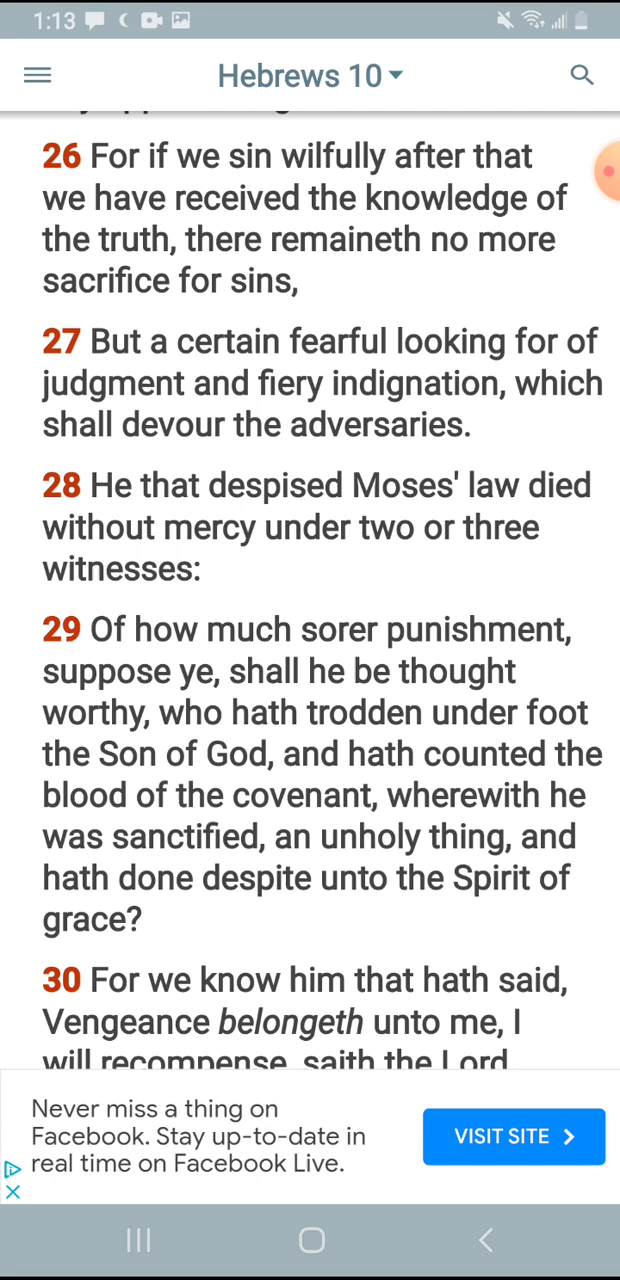 1:13
Hebrews 10
26 For if we sin wilfully after that
we have received the knowledge of
the truth, there remaineth no more
sacrifice for sins,
27 But a certain fearful looking for of
judgment and fiery indignation, which
shall devour the adversaries.
28 He that despised Moses' law died
without mercy under two or three
witnesses:
29 Of how much sorer punishment,
suppose ye, shall he be thought
worthy, who hath trodden under foot
the Son of God, and hath counted the
blood of the covenant, wherewith he
was sanctified, an unholy thing, and
hath done despite unto the Spirit of
grace?
30 For we know him that hath said,
Vengeance belongeth unto me, I
will recompense, saith the Lord
Never miss a thing on
Facebook. Stay up-to-date in
real time on Facebook Live.
VISIT SITE